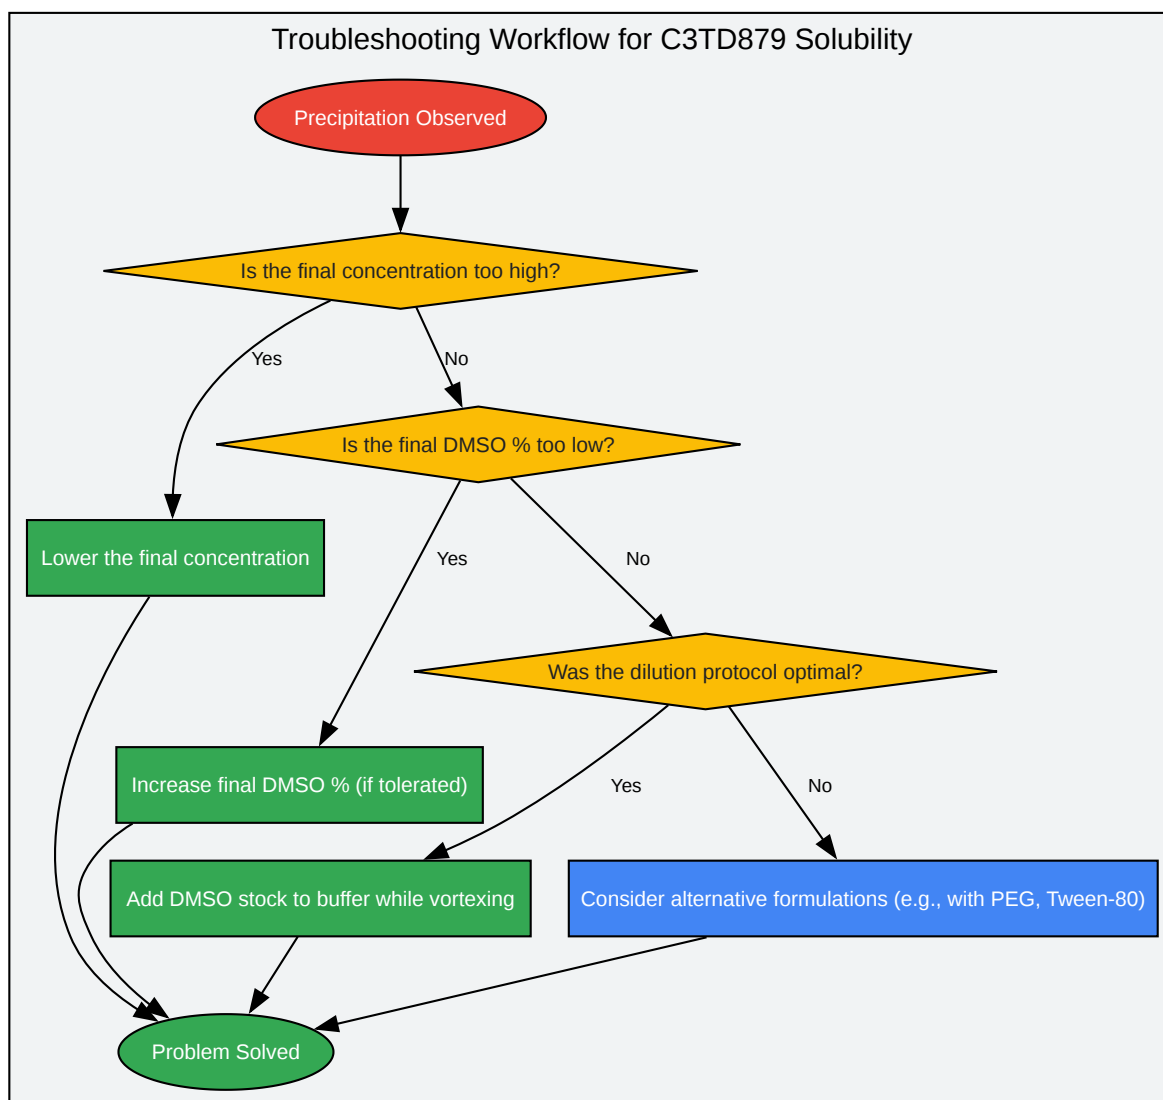 Troubleshooting Workflow for C3TD879 Solubility
Precipitation Observed
Is the final concentration too high?
Yes
No
Is the final DMSO % too low?
Lower the final concentration
Yes
No
Was the dilution protocol optimal?
Increase final DMSO % (if tolerated)
Yes
No
Add DMSO stock to buffer while vortexing
Consider alternative formulations (e.g., with PEG, Tween-80)
Problem Solved